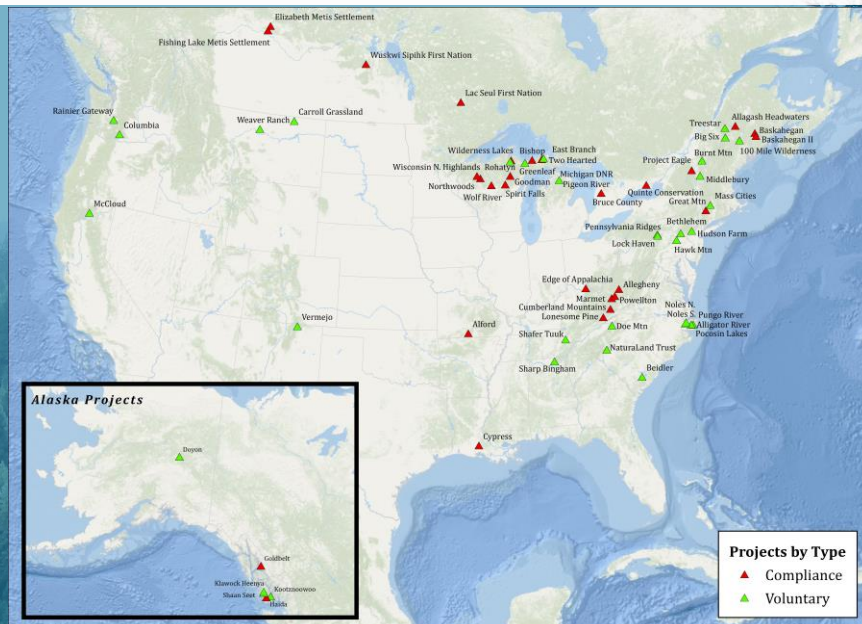 Elizabeth Metis Settlement
Fishing Lake Metis Settlement
Wuskwi Sipihk First Nation
Lac Seul First Nation
Rainier Gateway
Columbia
Weaver Ranch
Carroll Grassland
McCloud
Vermejo
Treestar
Allagash Headwaters
Big Six
Baskahegan
Baskahegan II
100 Mile Wilderness
Burnt Mtn
Project Eagle
Middlebury
Wilderness Lakes
Bishop
East Branch
Two Hearted
Wisconsin N. Highlands
Rohatyn
Greenleaf
Michigan DNR
Northwoods
Goodman
Pigeon River
Wolf River
Spirit Falls
Bruce County
Quinte Conservation
Great Mtn
Mass Cities
Pennsylvania Ridges
Bethlehem
Hudson Farm
Lock Haven
Hawk Mtn
Edge of Appalachia
Allegheny
Marmet
Powellton
Cumberland Mountains
Lonesome Pine
Noles N.
Noles S.
Pungo River
Alligator River
Pocosin Lakes
Alford
Shafer Tuuk
Doe Mtn
NaturaLand Trust
Sharp Bingham
Beidler
Cypress
Alaska Projects
Doyon
Goldbelt
Klawock Heenya
Kootznoowoo
Shaan Seet
Haida
Projects by Type
Compliance
Voluntary